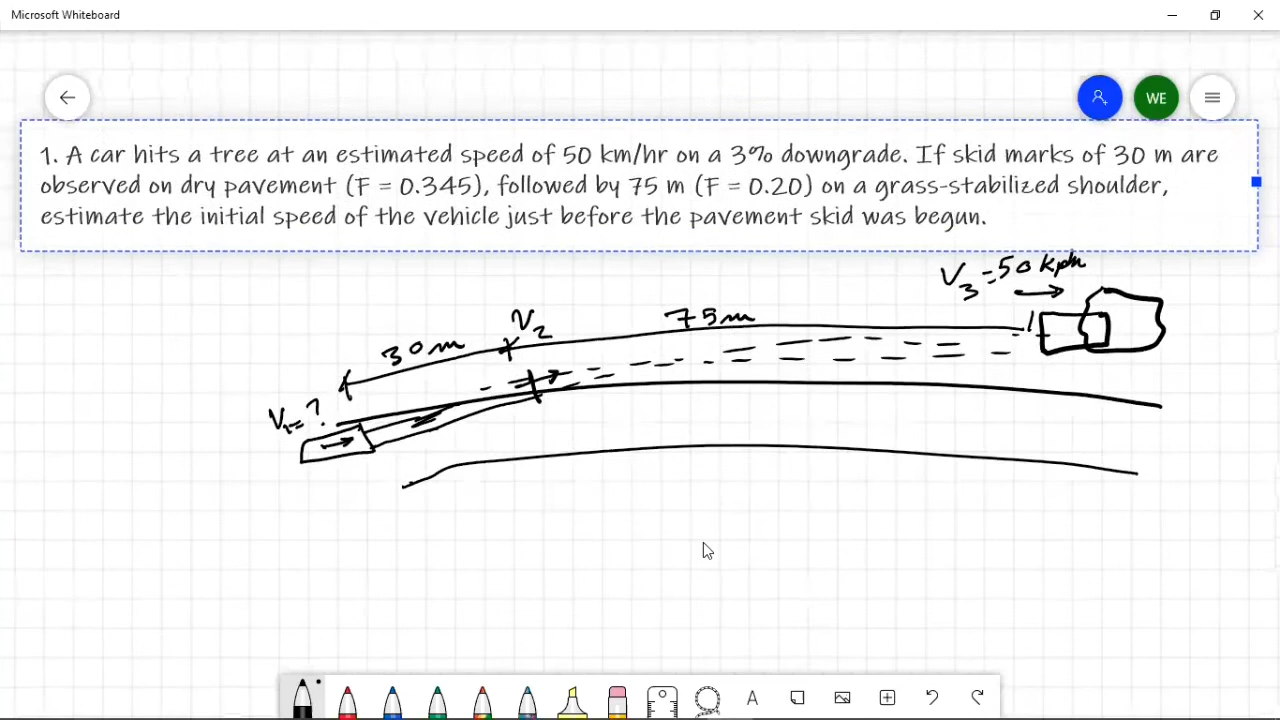 Microsoft Whiteboard
WE
1. A car hits a tree at an estimated speed of 50 km/hr on a 3% downgrade. If skid marks of 30 m are
observed on dry pavement (F = 0.345), followed by 75 m (F = 0.20) on a grass-stabilized shoulder,
estimate the initial speed of the vehicle just before the pavement skid was begun.
V3 = 50 kph
V2
75m
30m
V1=?
A